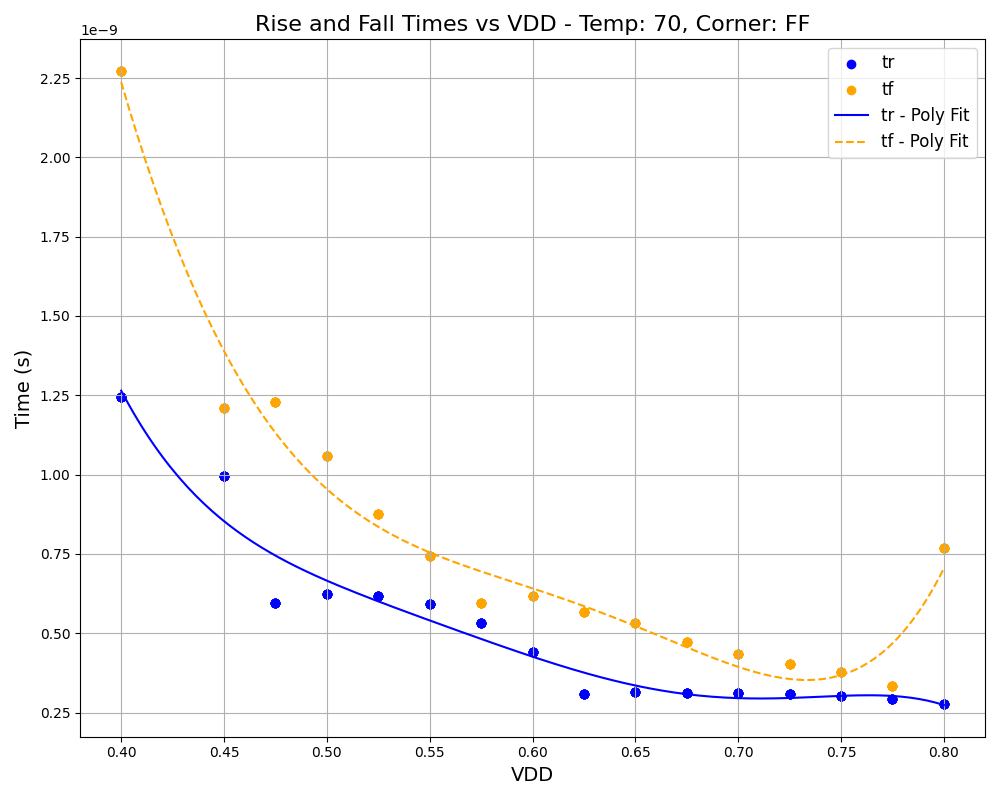 Rise and Fall Times vs VDD - Temp: 70, Corner: FF
1e−9
tr
tf
tr - Poly Fit
tf - Poly Fit
Time (s)
2.25
2.00
1.75
1.50
1.25
1.00
0.75
0.50
0.25
0.40 0.45 0.50 0.55 0.60 0.65 0.70 0.75 0.80
VDD